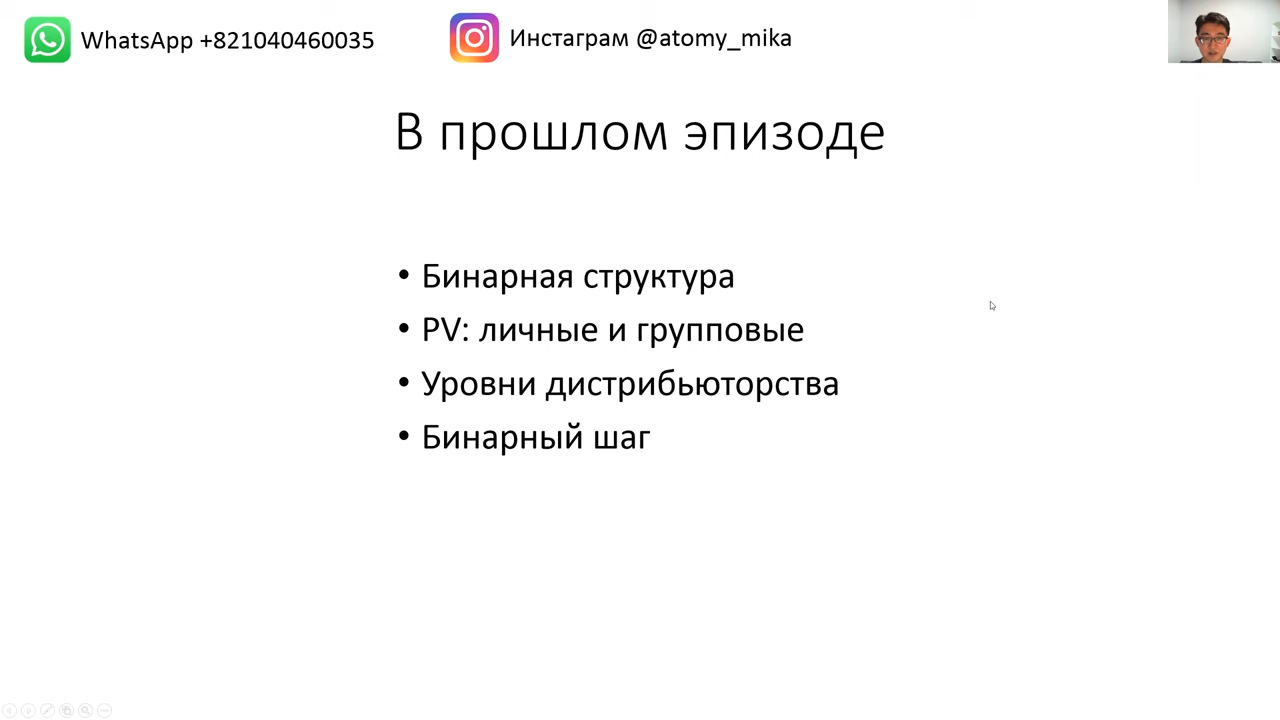 WhatsApp +821040460035
Инстаграм @atomy_mika
В прошлом эпизоде
• Бинарная структура
• PV: личные и групповые
• Уровни дистрибьюторства
• Бинарный шаг